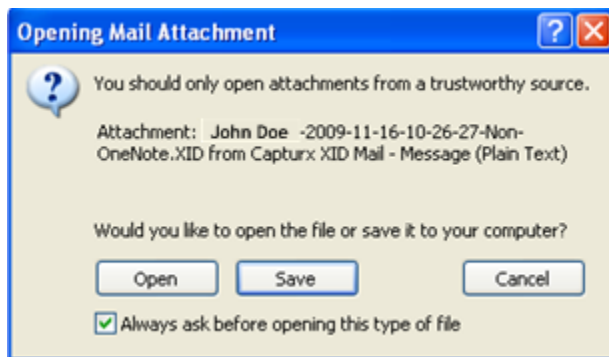 Opening Mail Attachment
You should only open attachments from a trustworthy source.
Attachment: John Doe -2009-11-16-10-26-27-Non-
OneNote.XID from Capturx XID Mail - Message (Plain Text)
Would you like to open the file or save it to your computer?
Open Save Cancel
Always ask before opening this type of file